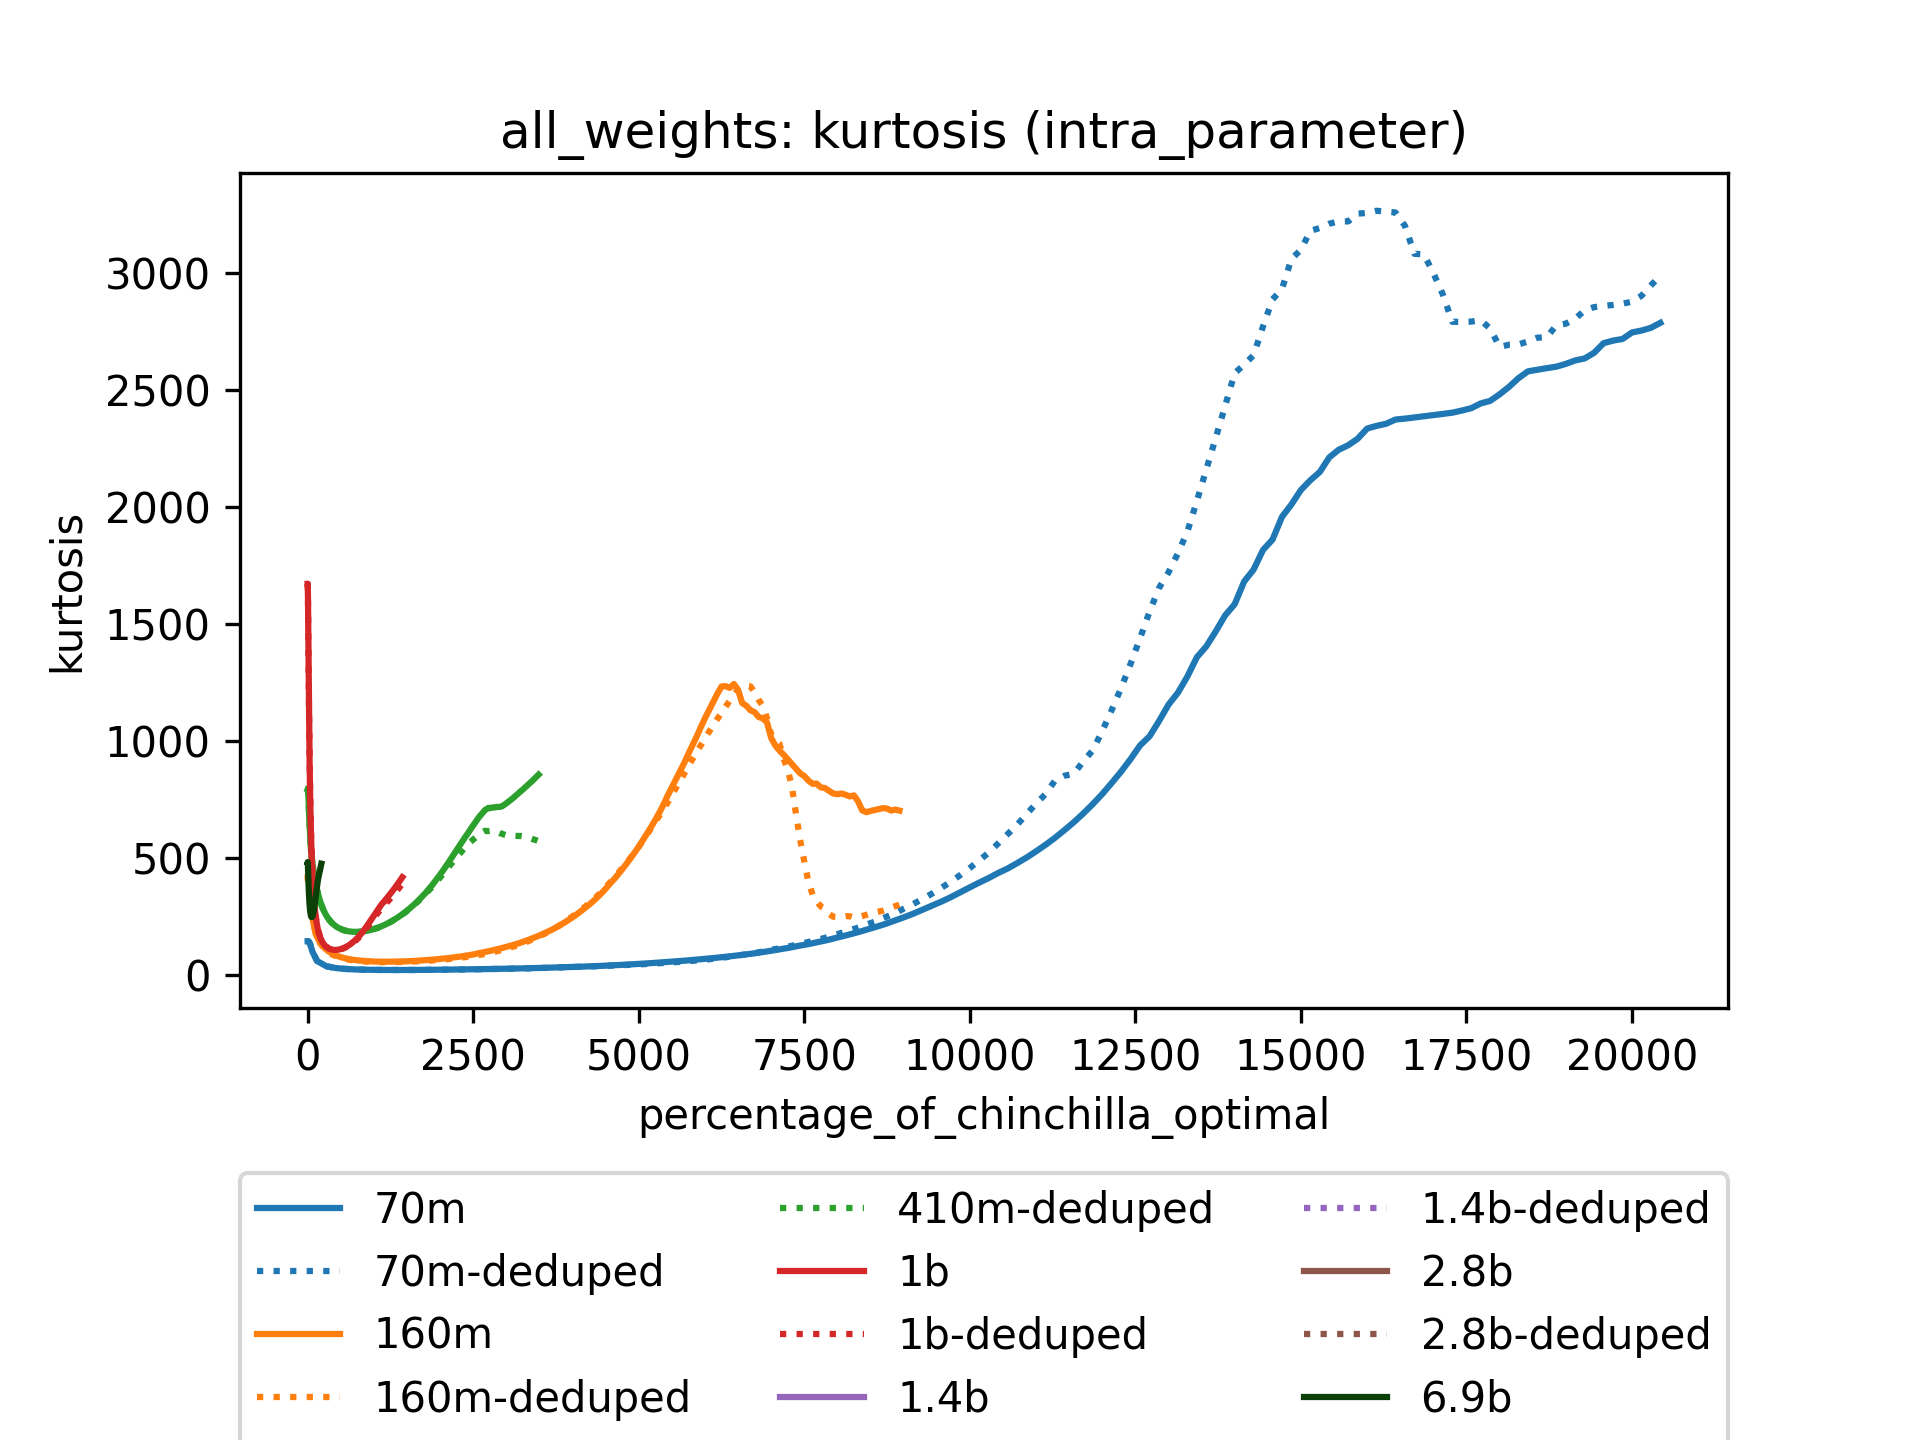 all_weights: kurtosis (intra_parameter)
3000
2500
2000
1500
1000
500
0
kurtosis
0 2500 5000 7500 10000 12500 15000 17500 20000
percentage_of_chinchilla_optimal
70m
70m-deduped
160m
160m-deduped
410m-deduped
1b
1b-deduped
1.4b
1.4b-deduped
2.8b
2.8b-deduped
6.9b